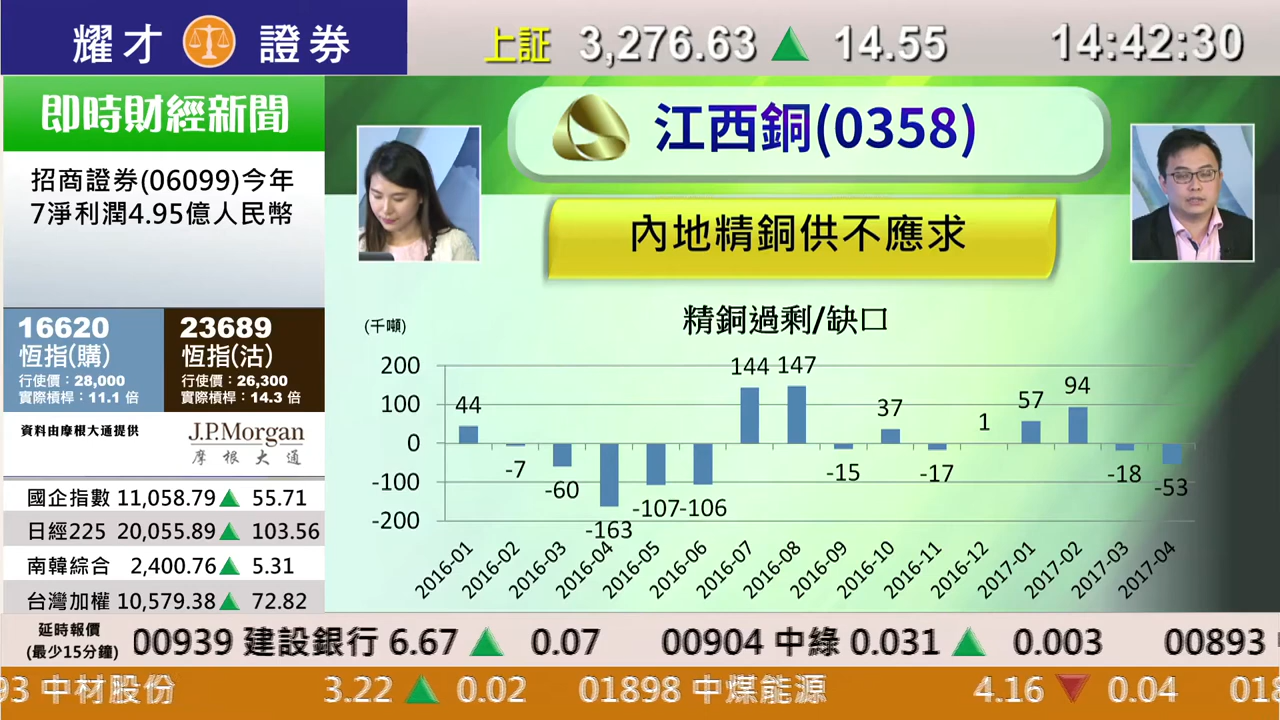 耀才 證券
上証 3,276.63 ▲ 14.55 14:42:30
即時財經新聞
招商證券(06099)今年
7淨利潤4.95億人民幣
16620
恆指(購)
行使價：28,000
實際槓桿：11.1 倍
23689
恆指(沽)
行使價：26,300
實際槓桿：14.3 倍
資料由摩根大通提供
J.P.Morgan
摩根大通
國企指數 11,058.79 ▲ 55.71
日經225 20,055.89 ▲ 103.56
南韓綜合 2,400.76 ▲ 5.31
台灣加權 10,579.38 ▲ 72.82
江西銅(0358)
內地精銅供不應求
精銅過剩/缺口
(千噸)
200
100
0
-100
-200
44
-7
-60
-163
-107
-106
144
147
-15
37
-17
1
57
94
-18
-53
2016-01
2016-02
2016-03
2016-04
2016-05
2016-06
2016-07
2016-08
2016-09
2016-10
2016-11
2016-12
2017-01
2017-02
2017-03
2017-04
延時報價
(最少15分鐘)
00939 建設銀行 6.67 ▲ 0.07 00904 中綠 0.031 ▲ 0.003 00893
93 中材股份 3.22 ▲ 0.02 01898 中煤能源 4.16 ▼ 0.04 018